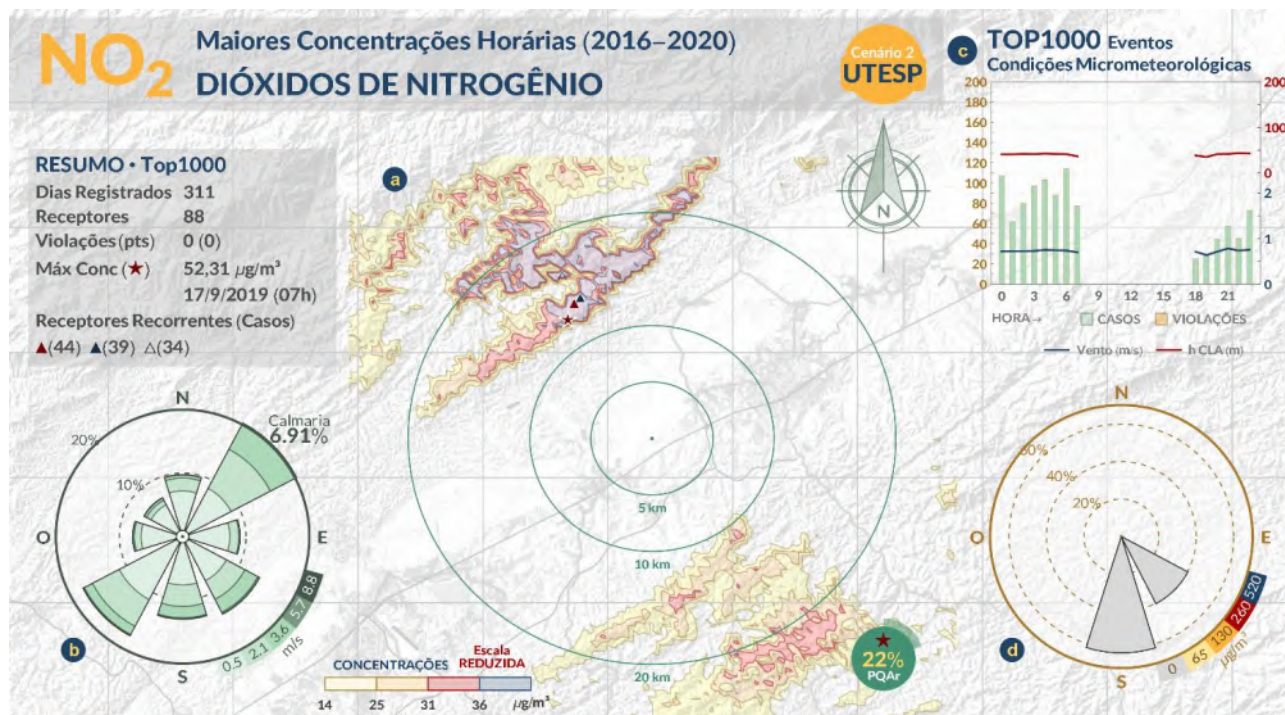 NO2
Maiores Concentrações Horárias (2016–2020)
DIÓXIDOS DE NITROGÊNIO
Cenário 2
UTESP
c
TOP1000 Eventos
Condições Micrometeorológicas
200
180
160
140
120
100
80
60
40
20
0
200
100
0
2
1
0
0 3 6 9 12 15 18 21
HORA→ CASOS VIOLAÇÕES
Vento (m/s) h CLA (m)
RESUMO • Top1000
Dias Registrados 311
Receptores 88
Violações (pts) 0 (0)
Máx Conc (★) 52,31 µg/m³
17/9/2019 (07h)
Receptores Recorrentes (Casos)
▲(44) ▲(39) △(34)
a
N
5 km
10 km
20 km
N
Calmaria
6.91%
20%
10%
O
E
S
b
0.5 2.1 3.6 5.7 8.8
m/s
CONCENTRAÇÕES
Escala
REDUZIDA
14 25 31 36 µg/m³
★
22%
PQAr
N
60%
40%
20%
O
E
S
d
0 65 130 260 520
µg/m³